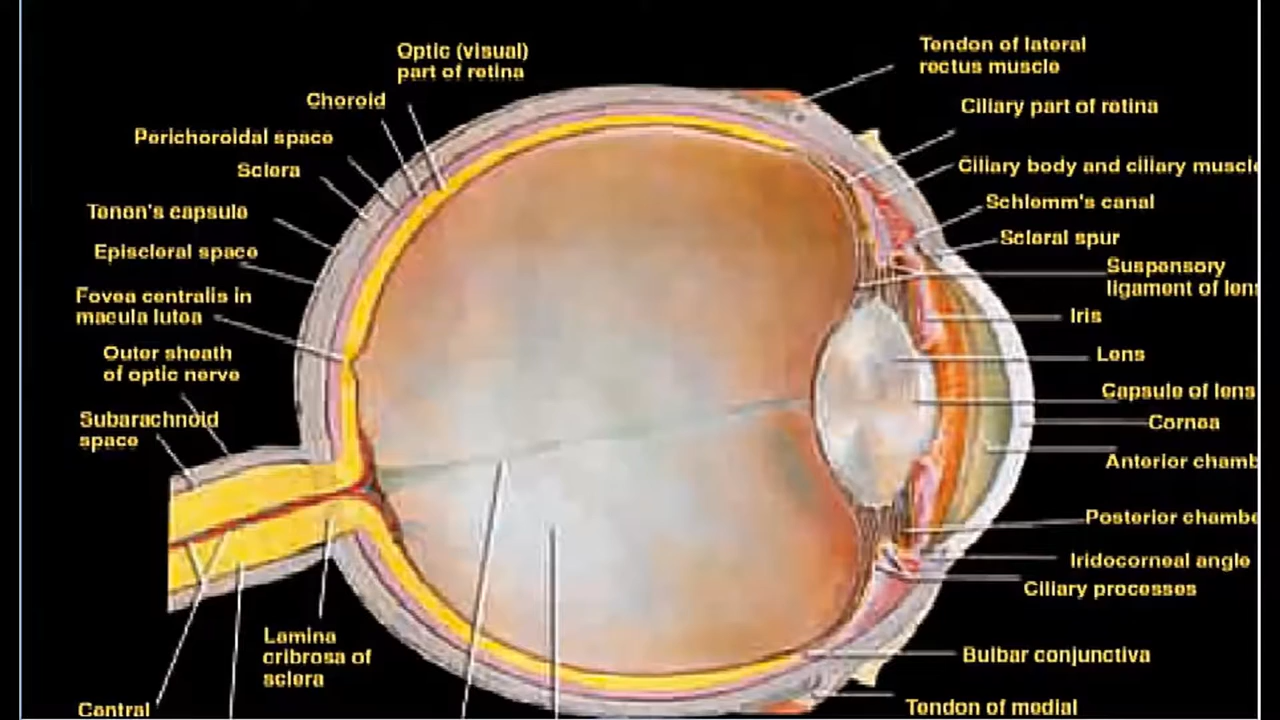 Optic (visual)
part of retina
Choroid
Perichoroidal space
Sclera
Tenon's capsule
Episcleral space
Fovea centralis in
macula lutea
Outer sheath
of optic nerve
Subarachnoid
space
Lamina
cribrosa of
sclera
Central
Tendon of lateral
rectus muscle
Ciliary part of retina
Ciliary body and ciliary muscle
Schlemm's canal
Scleral spur
Suspensory
ligament of lens
Iris
Lens
Capsule of lens
Cornea
Anterior chamb
Posterior chambe
Iridocorneal angle
Ciliary processes
Bulbar conjunctiva
Tendon of medial